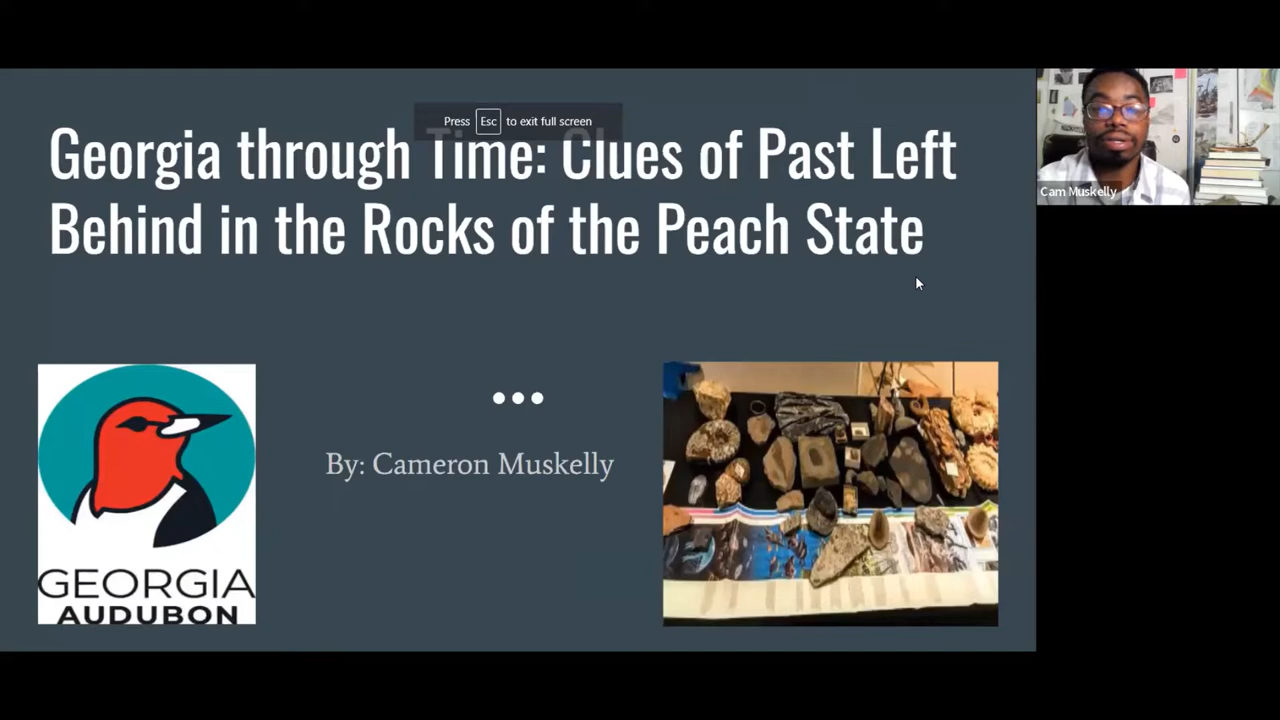 Press Esc to exit full screen
Georgia through Time: Clues of Past Left
Behind in the Rocks of the Peach State
Cam Muskelly
By: Cameron Muskelly
GEORGIA
AUDUBON